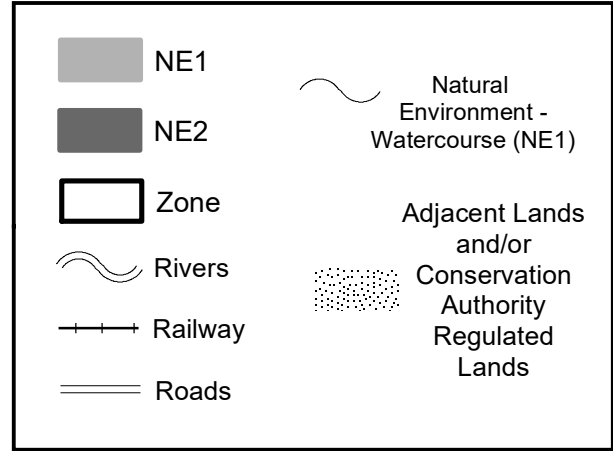 NE1
NE2
Zone
Rivers
Railway
Roads
Natural
Environment -
Watercourse (NE1)
Adjacent Lands
and/or
Conservation
Authority
Regulated
Lands